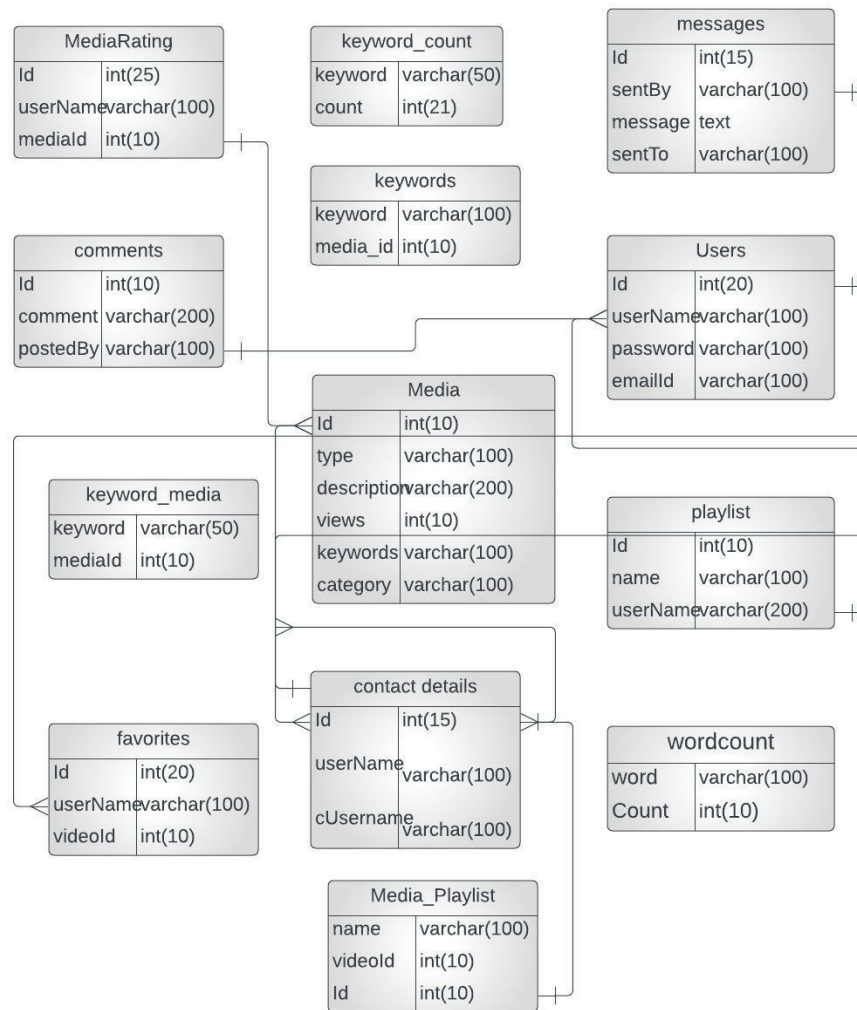 MediaRating
Id int(25)
userName varchar(100)
mediaId int(10)
keyword_count
keyword varchar(50)
count int(21)
messages
Id int(15)
sentBy varchar(100)
message text
sentTo varchar(100)
keywords
keyword varchar(100)
media_id int(10)
comments
Id int(10)
comment varchar(200)
postedBy varchar(100)
Users
Id int(20)
userName varchar(100)
password varchar(100)
emailId varchar(100)
Media
Id int(10)
type varchar(100)
description varchar(200)
views int(10)
keywords varchar(100)
category varchar(100)
keyword_media
keyword varchar(50)
mediaId int(10)
playlist
Id int(10)
name varchar(100)
userName varchar(200)
contact details
Id int(15)
userName varchar(100)
cUsername varchar(100)
favorites
Id int(20)
userName varchar(100)
videoId int(10)
wordcount
word varchar(100)
Count int(10)
Media_Playlist
name varchar(100)
videoId int(10)
Id int(10)